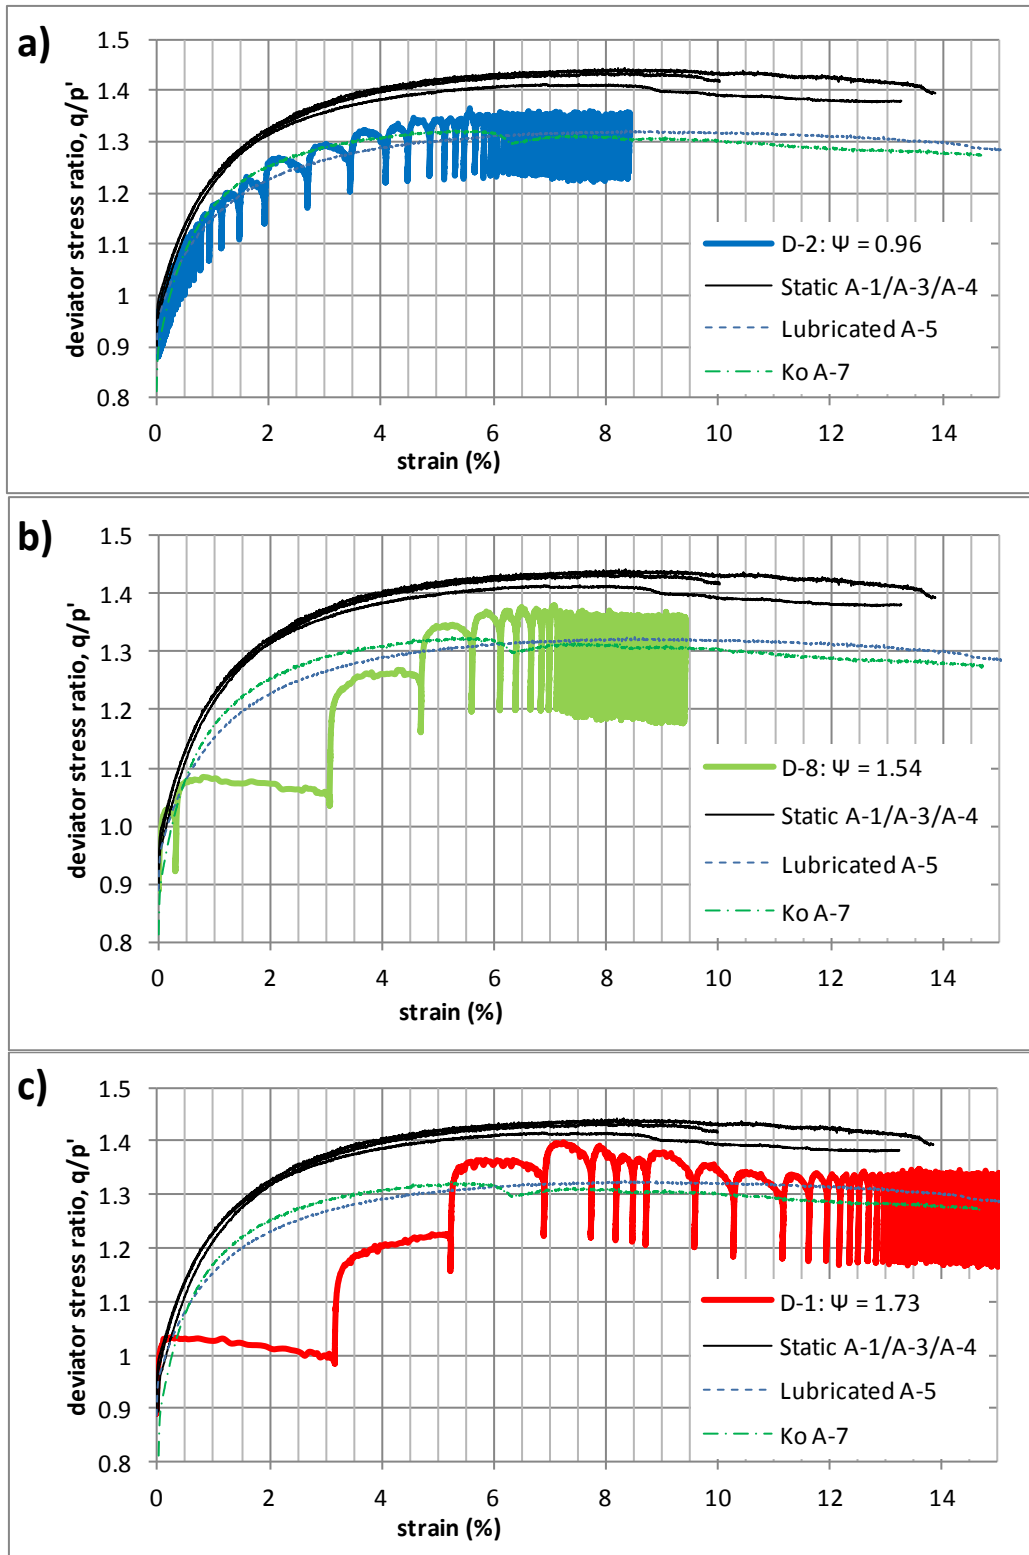 a)
1.5
1.4
1.3
1.2
1.1
1
0.9
0.8
deviator stress ratio, q/p'
D-2: Ψ = 0.96
Static A-1/A-3/A-4
Lubricated A-5
Ko A-7
0 2 4 6 8 10 12 14
strain (%)
b)
1.5
1.4
1.3
1.2
1.1
1.0
0.9
0.8
deviator stress ratio, q/p'
D-8: Ψ = 1.54
Static A-1/A-3/A-4
Lubricated A-5
Ko A-7
0 2 4 6 8 10 12 14
strain (%)
c)
1.5
1.4
1.3
1.2
1.1
1
0.9
0.8
deviator stress ratio, q/p'
D-1: Ψ = 1.73
Static A-1/A-3/A-4
Lubricated A-5
Ko A-7
0 2 4 6 8 10 12 14
strain (%)